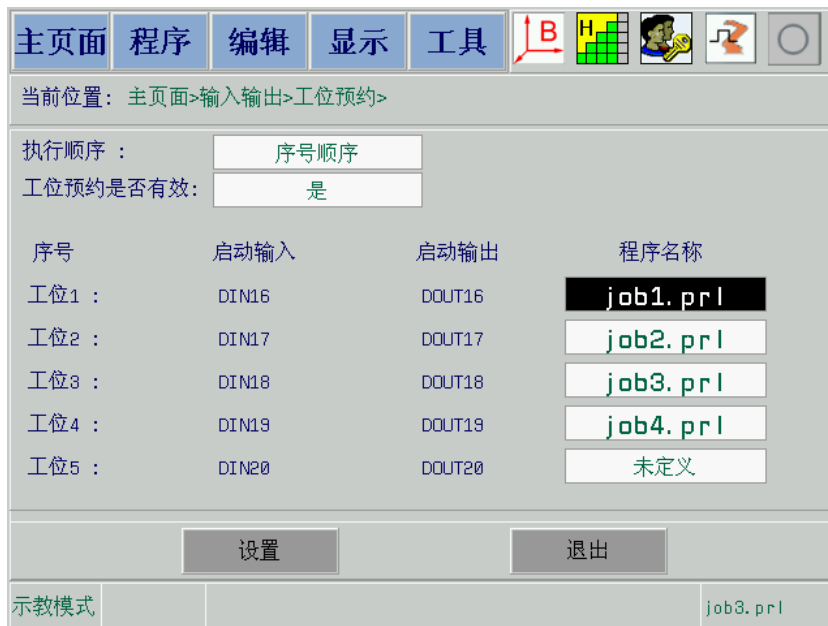 主页面 程序 编辑 显示 工具 B H
当前位置: 主页面>输入输出>工位预约>
执行顺序 : 序号顺序
工位预约是否有效: 是
序号 启动输入 启动输出 程序名称
工位1 : DIN16 DOUT16 job1.prl
工位2 : DIN17 DOUT17 job2.prl
工位3 : DIN18 DOUT18 job3.prl
工位4 : DIN19 DOUT19 job4.prl
工位5 : DIN20 DOUT20 未定义
设置 退出
示教模式 job3.prl